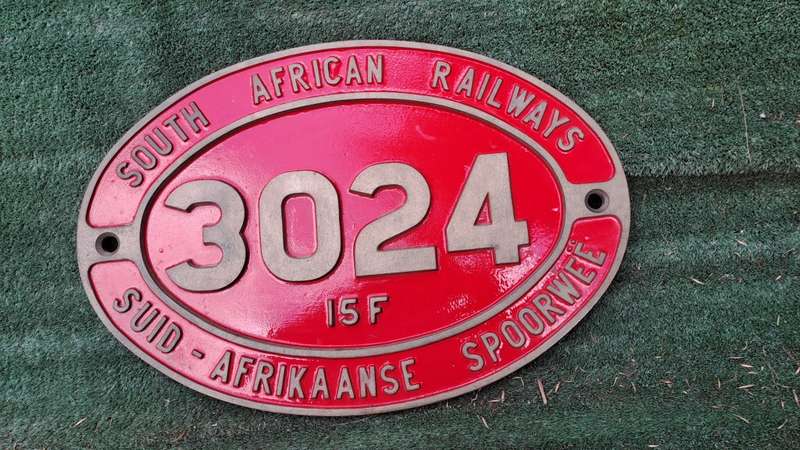 SOUTH AFRICAN RAILWAYS
3024
15F
SUID - AFRIKAANSE SPOORWEË